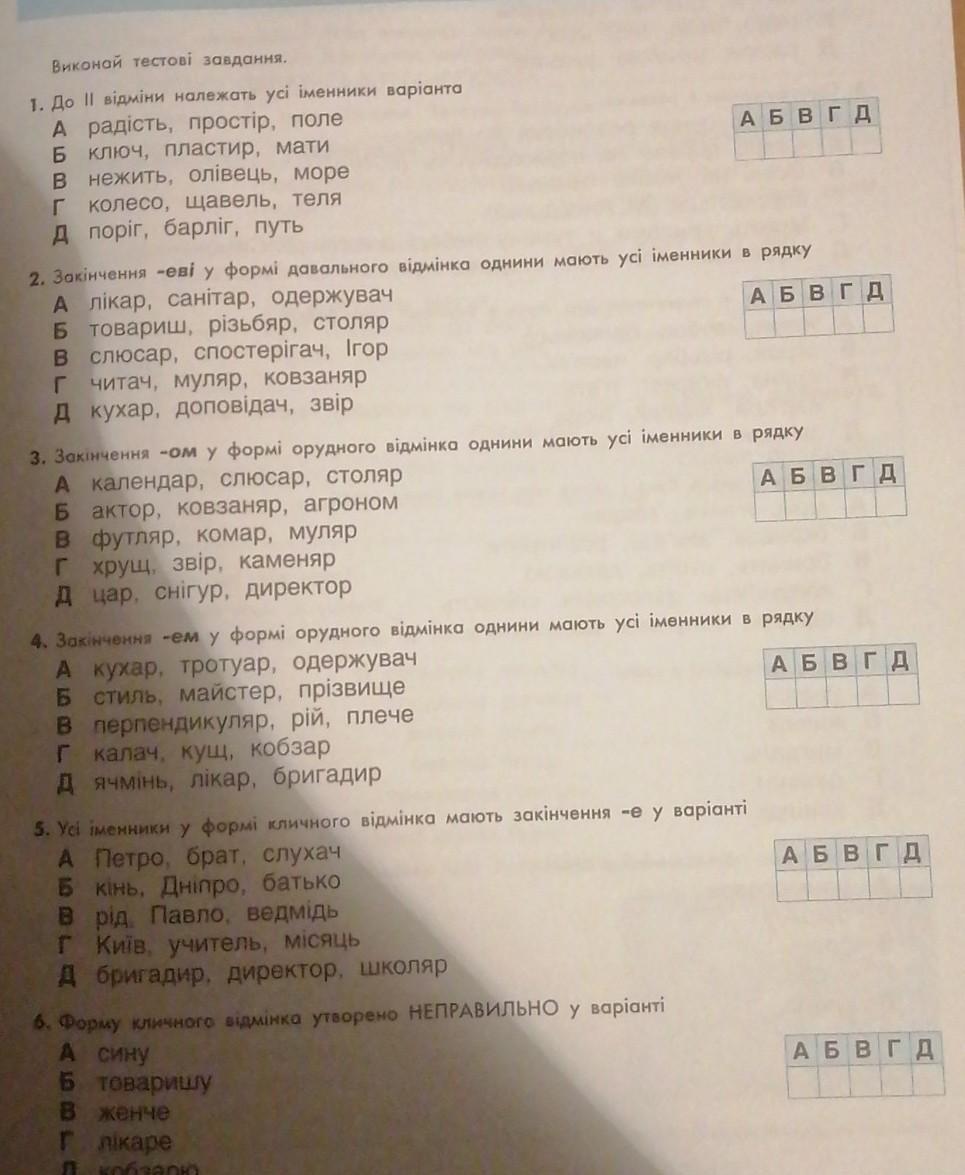 Виконай тестові завдання.
1. До II відміни належать усі іменники варіанта
А радість, простір, поле
Б ключ, пластир, мати
В нежить, олівець, море
Г колесо, щавель, теля
Д поріг, барліг, путь
А Б В Г Д
2. Закінчення -еві у формі давального відмінка однини мають усі іменники в рядку
А лікар, санітар, одержувач
Б товариш, різьбяр, столяр
В слюсар, спостерігач, Ігор
Г читач, муляр, ковзаняр
Д кухар, доповідач, звір
А Б В Г Д
3. Закінчення -ом у формі орудного відмінка однини мають усі іменники в рядку
А календар, слюсар, столяр
Б актор, ковзаняр, агроном
В футляр, комар, муляр
Г хрущ, звір, каменяр
Д цар, снігур, директор
А Б В Г Д
4. Закінчення -ем у формі орудного відмінка однини мають усі іменники в рядку
А кухар, тротуар, одержувач
Б стиль, майстер, прізвище
В перпендикуляр, рій, плече
Г калач, кущ, кобзар
Д ячмінь, лікар, бригадир
А Б В Г Д
5. Усі іменники у формі кличного відмінка мають закінчення -е у варіанті
А Петро, брат, слухач
Б кінь, Дніпро, батько
В рід, Павло, ведмідь
Г Київ, учитель, місяць
Д бригадир, директор, школяр
А Б В Г Д
6. Форму кличного відмінка утворено НЕПРАВИЛЬНО у варіанті
А сину
Б товаришу
В женче
Г лікаре
Д кобзарю
А Б В Г Д